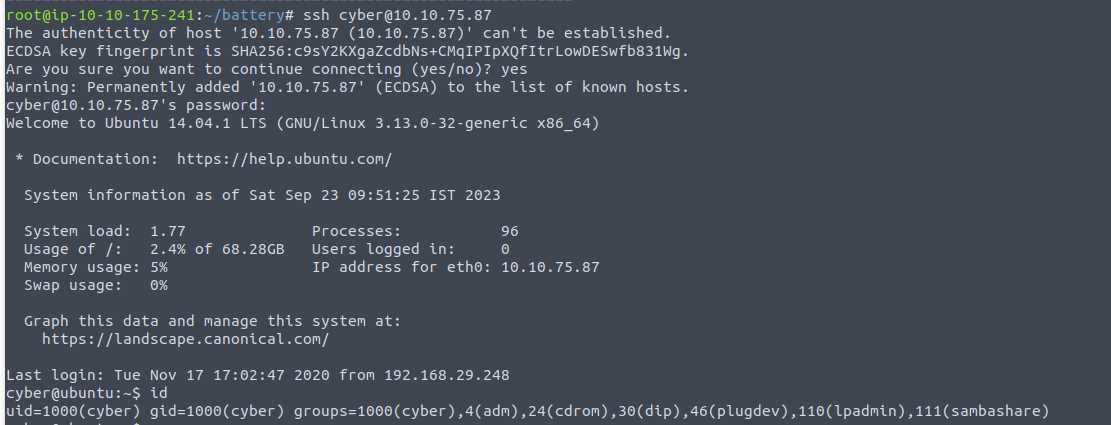 root@ip-10-10-175-241:~/battery# ssh cyber@10.10.75.87
The authenticity of host '10.10.75.87 (10.10.75.87)' can't be established.
ECDSA key fingerprint is SHA256:c9sY2KXgaZcdbNs+CMqIPIpXQfItrLowDESwfb831Wg.
Are you sure you want to continue connecting (yes/no)? yes
Warning: Permanently added '10.10.75.87' (ECDSA) to the list of known hosts.
cyber@10.10.75.87's password:
Welcome to Ubuntu 14.04.1 LTS (GNU/Linux 3.13.0-32-generic x86_64)
* Documentation:  https://help.ubuntu.com/
System information as of Sat Sep 23 09:51:25 IST 2023
System load:  1.77              Processes:           96
Usage of /:   2.4% of 68.28GB   Users logged in:     0
Memory usage: 5%                IP address for eth0: 10.10.75.87
Swap usage:   0%
Graph this data and manage this system at:
https://landscape.canonical.com/
Last login: Tue Nov 17 17:02:47 2020 from 192.168.29.248
cyber@ubuntu:~$ id
uid=1000(cyber) gid=1000(cyber) groups=1000(cyber),4(adm),24(cdrom),30(dip),46(plugdev),110(lpadmin),111(sambashare)